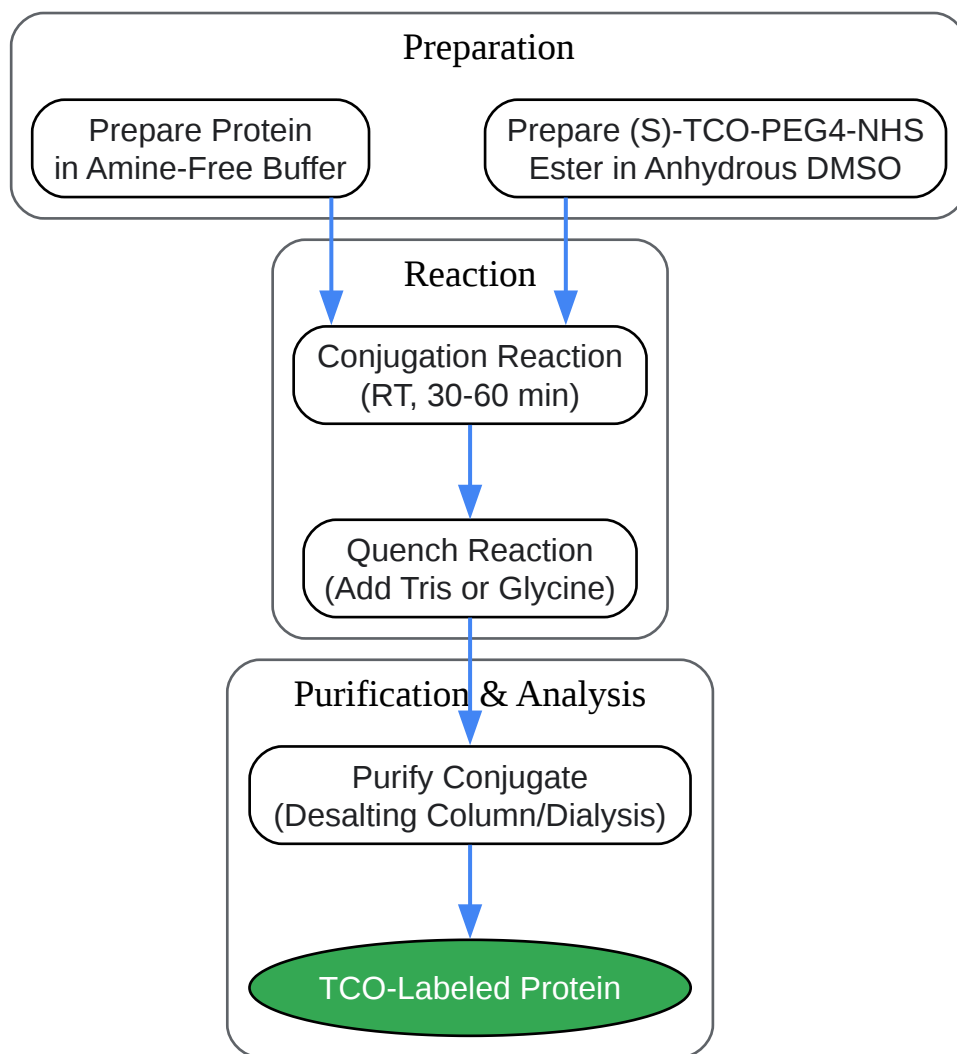 Preparation
Prepare Protein
in Amine-Free Buffer
Prepare (S)-TCO-PEG4-NHS
Ester in Anhydrous DMSO
Reaction
Conjugation Reaction
(RT, 30-60 min)
Quench Reaction
(Add Tris or Glycine)
Purification & Analysis
Purify Conjugate
(Desalting Column/Dialysis)
TCO-Labeled Protein